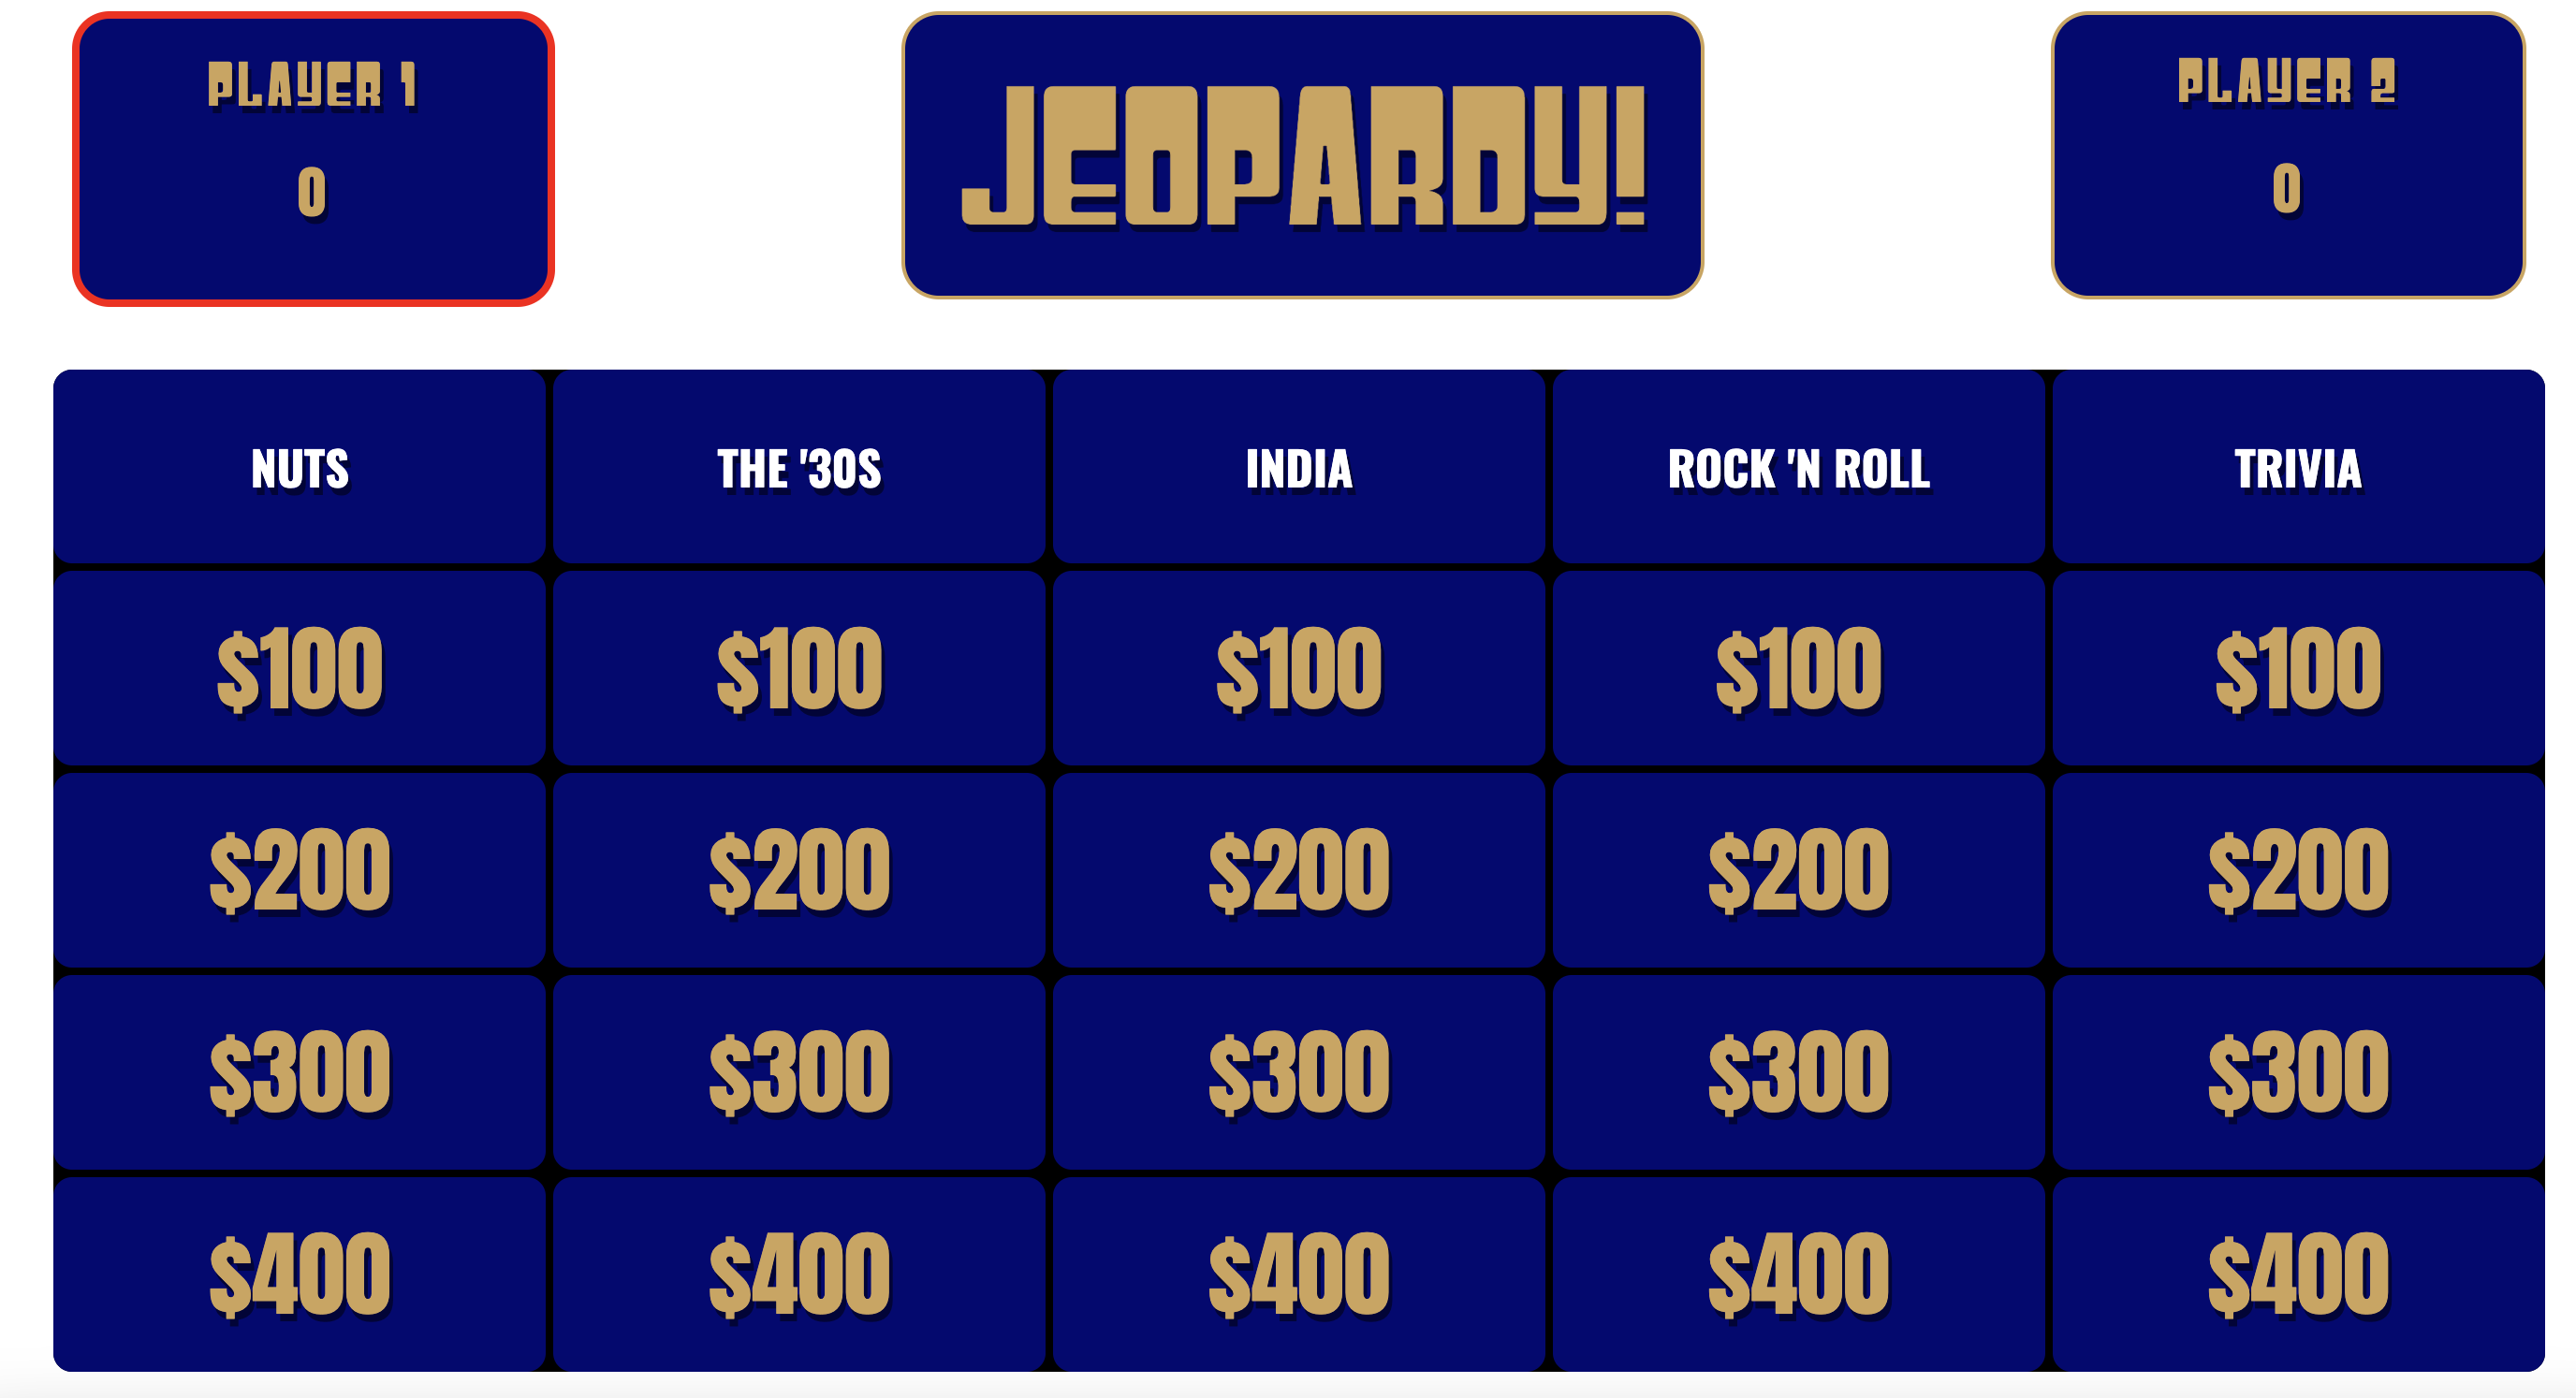 PLAYER 1
0
JEOPARDY!
PLAYER 2
0
NUTS THE '30S INDIA ROCK 'N ROLL TRIVIA
$100 $100 $100 $100 $100
$200 $200 $200 $200 $200
$300 $300 $300 $300 $300
$400 $400 $400 $400 $400